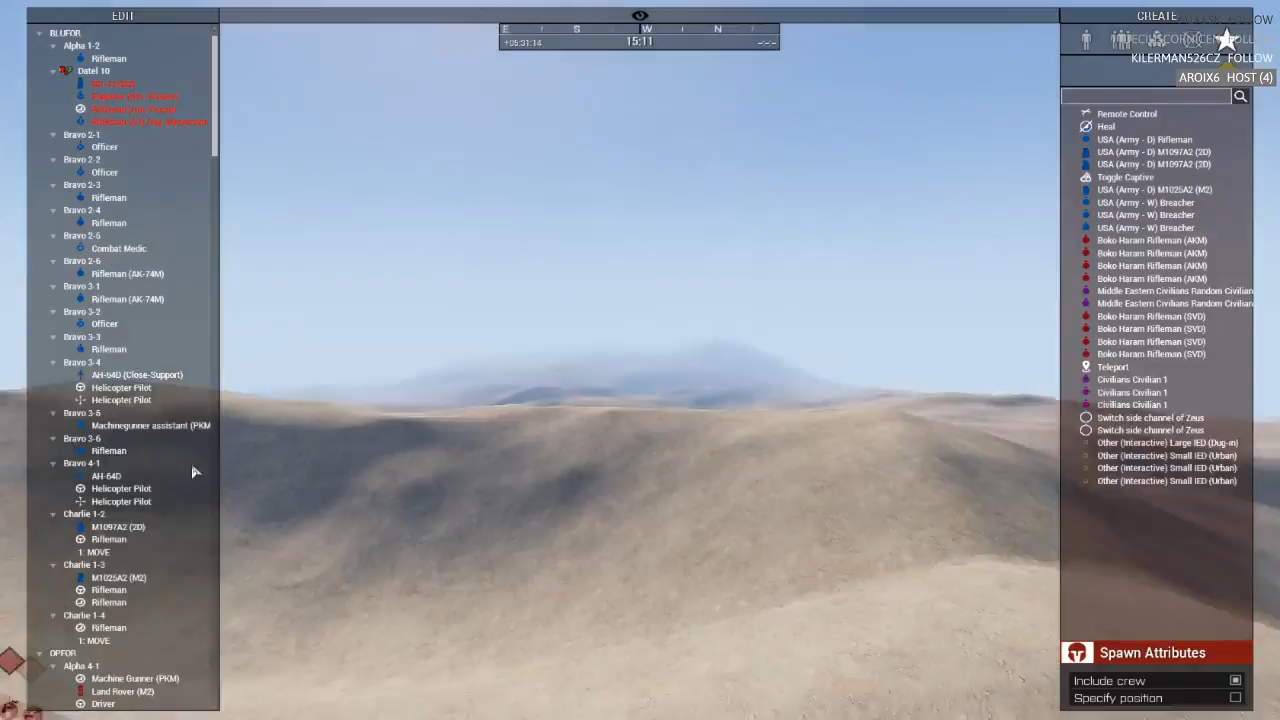 EDIT
BLUFOR
Alpha 1-2
Rifleman
Datel 10
Bravo 2-1
Officer
Bravo 2-2
Officer
Bravo 2-3
Rifleman
Bravo 2-4
Rifleman
Bravo 2-5
Combat Medic
Bravo 2-6
Rifleman (AK-74M)
Bravo 3-1
Rifleman (AK-74M)
Bravo 3-2
Officer
Bravo 3-3
Rifleman
Bravo 3-4
AH-64D (Close-Support)
Helicopter Pilot
Helicopter Pilot
Bravo 3-5
Machinegunner assistant (PKM
Bravo 3-6
Rifleman
Bravo 4-1
AH-64D
Helicopter Pilot
Helicopter Pilot
Charlie 1-2
M1097A2 (2D)
Rifleman
1: MOVE
Charlie 1-3
M1025A2 (M2)
Rifleman
Rifleman
Charlie 1-4
Rifleman
1: MOVE
OPFOR
Alpha 4-1
Machine Gunner (PKM)
Land Rover (M2)
Driver
E S W N
+05:31:14 15:11 --:--
CREATE
FOLLOW
KILERMAN526CZ_FOLLOW
AROIX6 HOST (4)
Remote Control
Heal
USA (Army - D) Rifleman
USA (Army - D) M1097A2 (2D)
USA (Army - D) M1097A2 (2D)
Toggle Captive
USA (Army - D) M1025A2 (M2)
USA (Army - W) Breacher
USA (Army - W) Breacher
USA (Army - W) Breacher
Boko Haram Rifleman (AKM)
Boko Haram Rifleman (AKM)
Boko Haram Rifleman (AKM)
Boko Haram Rifleman (AKM)
Middle Eastern Civilians Random Civilian
Middle Eastern Civilians Random Civilian
Boko Haram Rifleman (SVD)
Boko Haram Rifleman (SVD)
Boko Haram Rifleman (SVD)
Boko Haram Rifleman (SVD)
Teleport
Civilians Civilian 1
Civilians Civilian 1
Civilians Civilian 1
Switch side channel of Zeus
Switch side channel of Zeus
Other (Interactive) Large IED (Dug-in)
Other (Interactive) Small IED (Urban)
Other (Interactive) Small IED (Urban)
Other (Interactive) Small IED (Urban)
Spawn Attributes
Include crew
Specify position